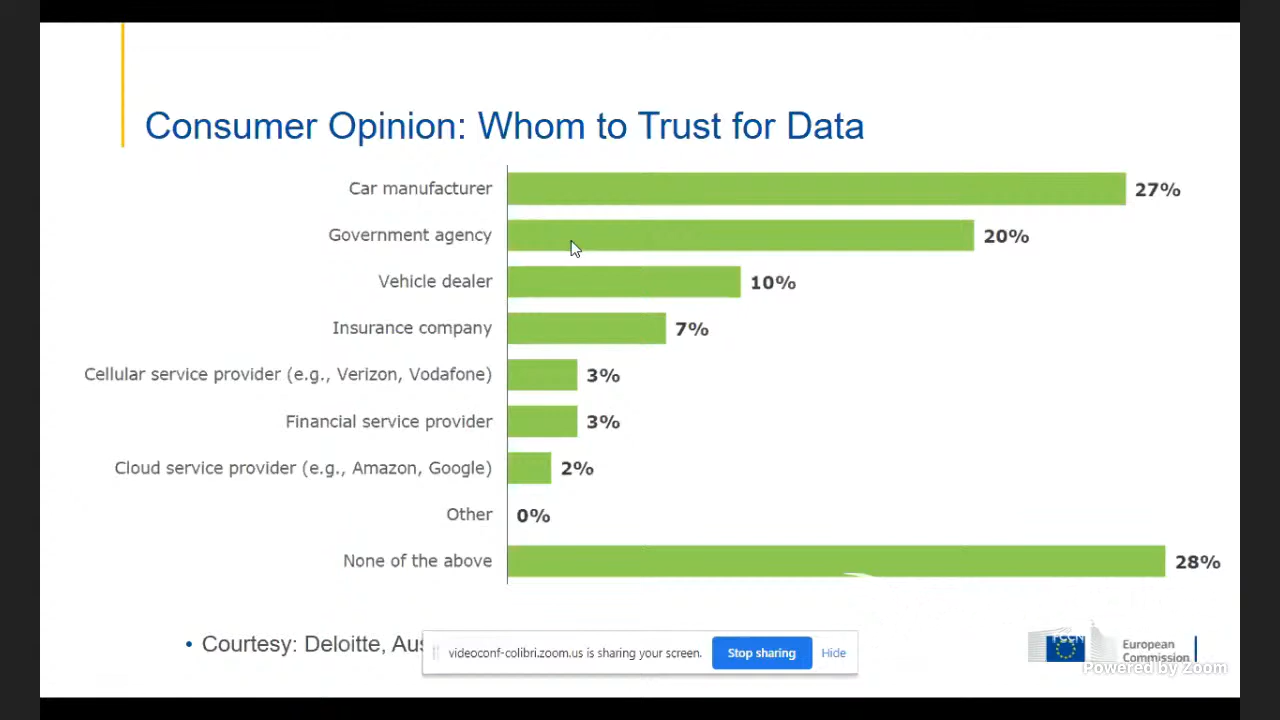 Consumer Opinion: Whom to Trust for Data
Car manufacturer 27%
Government agency 20%
Vehicle dealer 10%
Insurance company 7%
Cellular service provider (e.g., Verizon, Vodafone) 3%
Financial service provider 3%
Cloud service provider (e.g., Amazon, Google) 2%
Other 0%
None of the above 28%
• Courtesy: Deloitte,
videoconf-colibri.zoom.us is sharing your screen. Stop sharing Hide
FCCN
European
Commission
Powered by Zoom